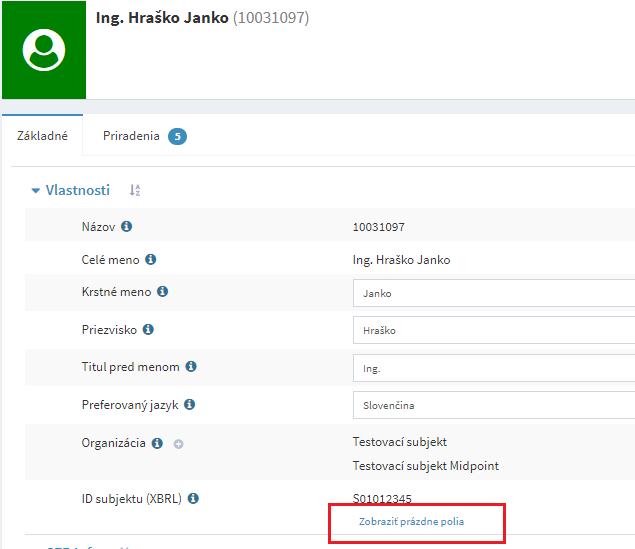 Ing. Hraško Janko (10031097)
Základné Priradenia 5
Vlastnosti
Názov 10031097
Celé meno Ing. Hraško Janko
Krstné meno Janko
Priezvisko Hraško
Titul pred menom Ing.
Preferovaný jazyk Slovenčina
Organizácia Testovací subjekt
Testovací subjekt Midpoint
ID subjektu (XBRL) S01012345
Zobraziť prázdne polia